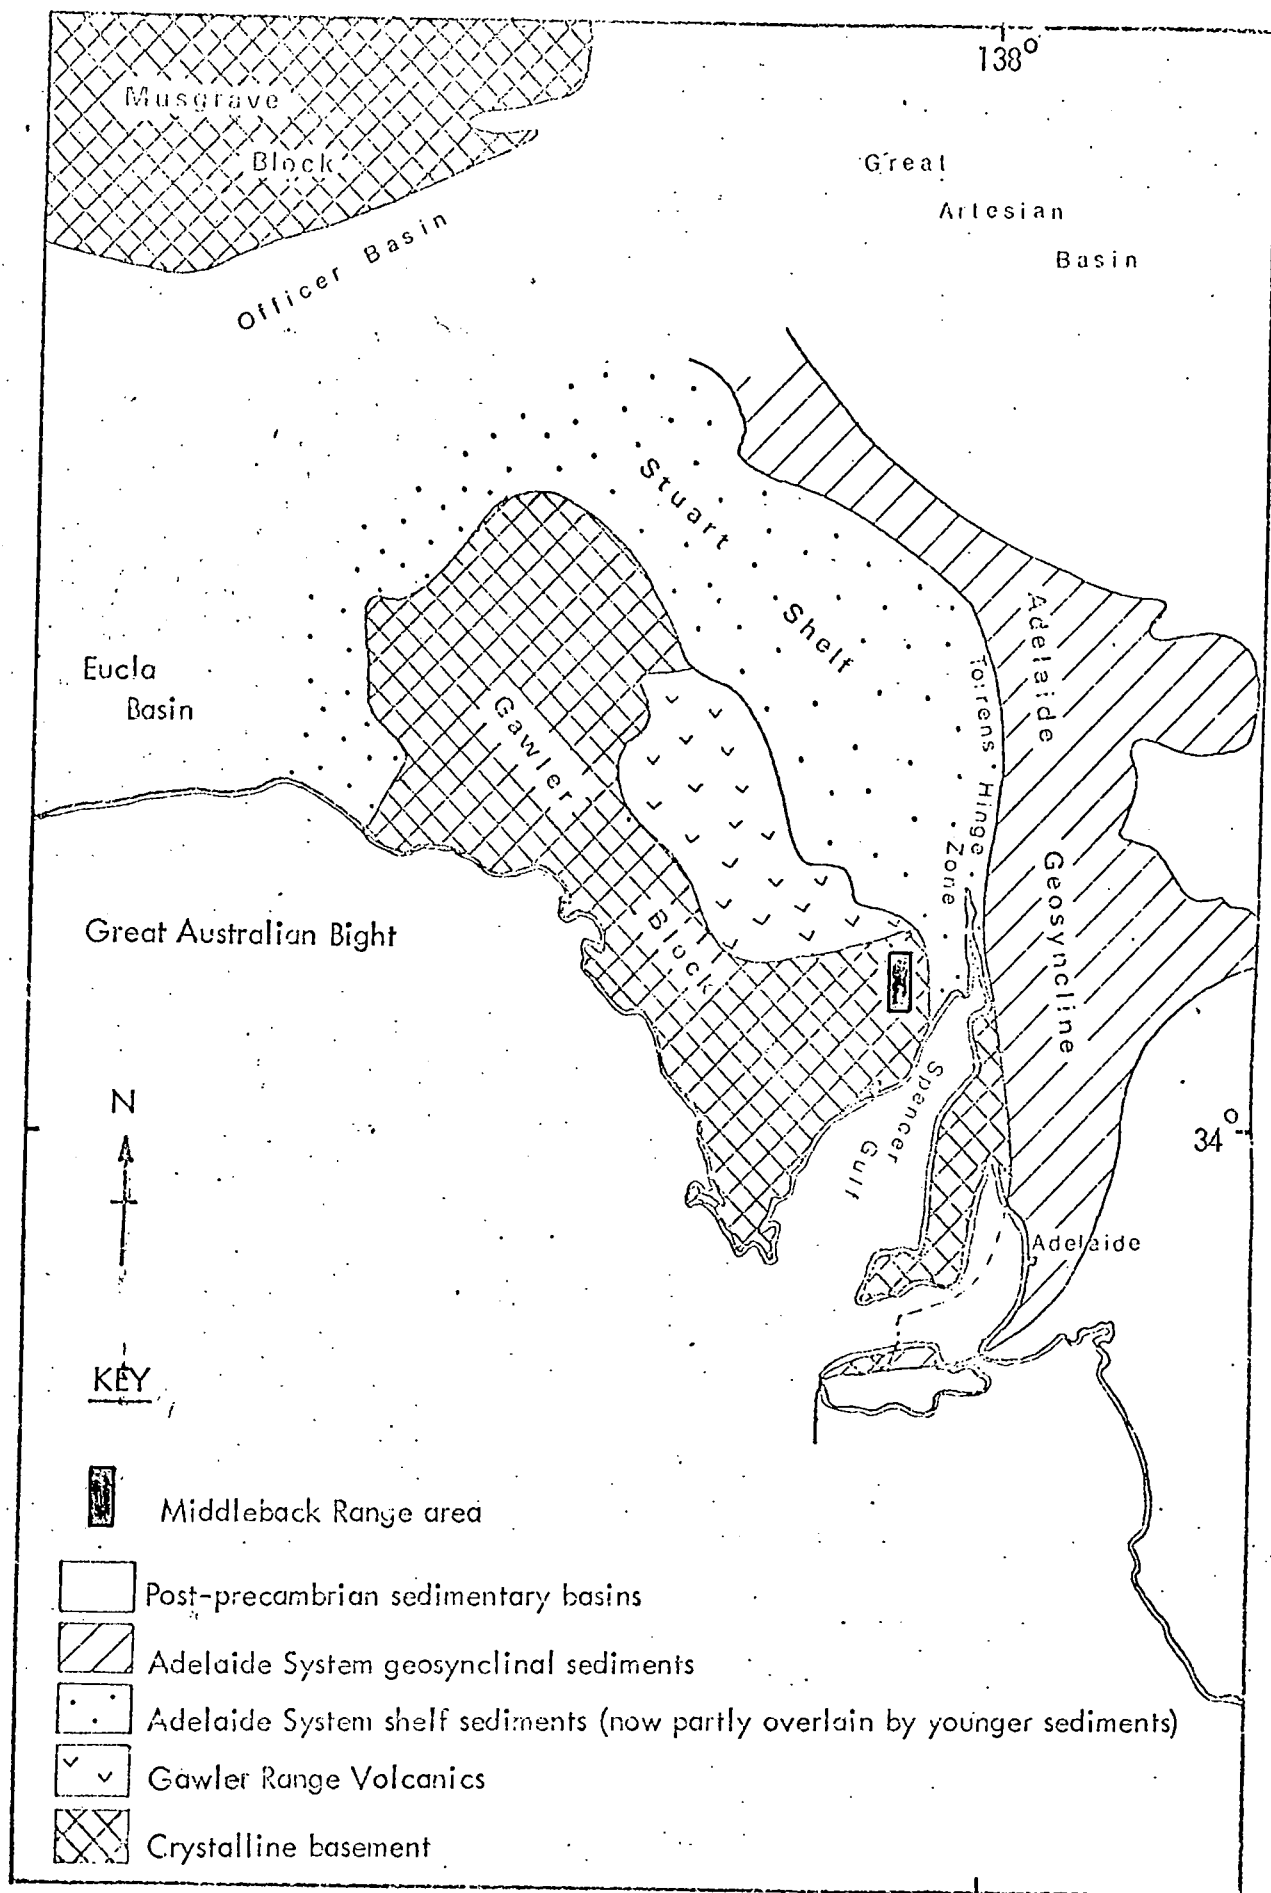 138°
Musgrave
Block
Great
Artesian
Basin
Officer Basin
Stuart
Shelf
Adelaide
Geosyncline
Torrens Hinge
Zone
Eucla
Basin
Gawler
Block
Great Australian Bight
Spencer
Gulf
N
34°
Adelaide
KEY
Middleback Range area
Post-precambrian sedimentary basins
Adelaide System geosynclinal sediments
Adelaide System shelf sediments (now partly overlain by younger sediments)
Gawler Range Volcanics
Crystalline basement